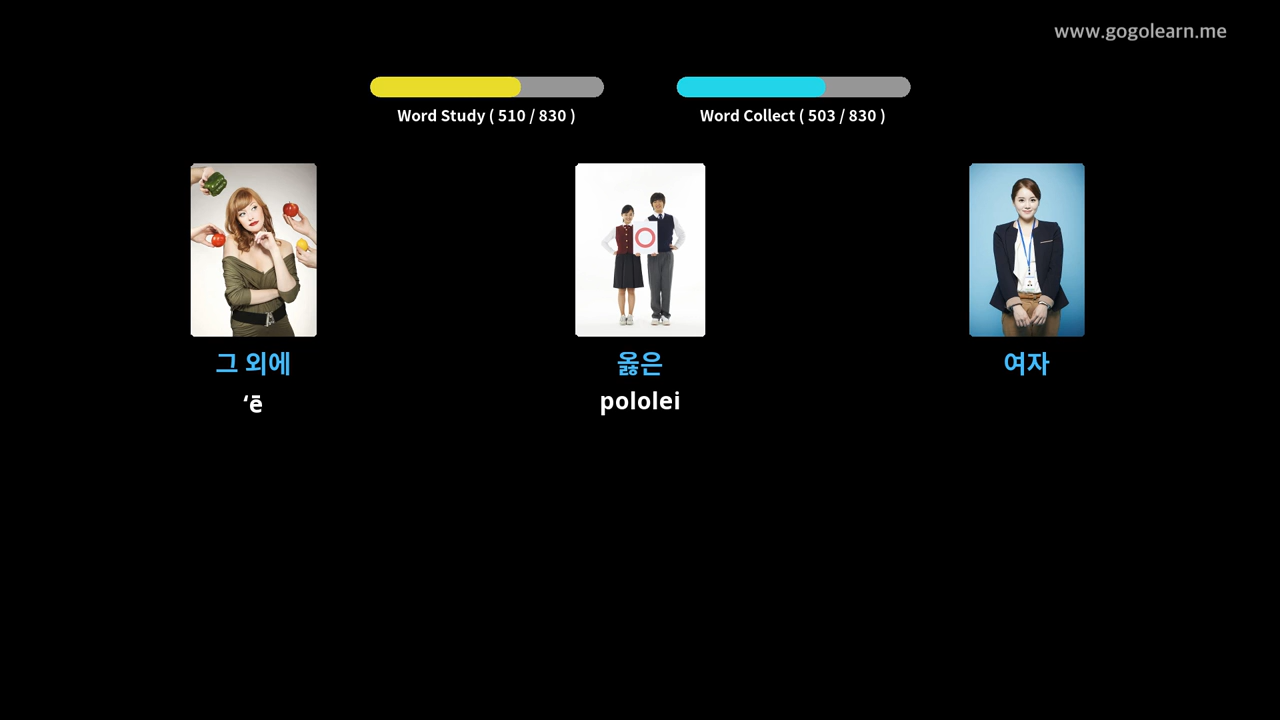 www.gogolearn.me
Word Study ( 510 / 830 )
Word Collect ( 503 / 830 )
그 외에
옳은
여자
ʻē
pololei